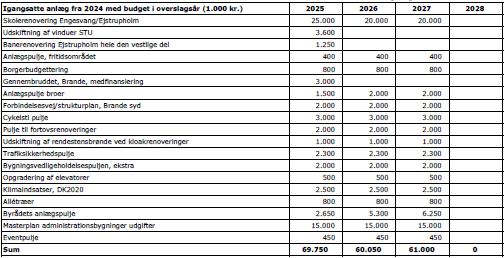 Igangsatte anlæg fra 2024 med budget i overslagsår (1.000 kr.) 2025 2026 2027 2028
Skolerenovering Engesvang/Ejstrupholm 25.000 20.000 20.000
Udskiftning af vinduer STU 3.600
Banerenovering Ejstrupholm hele den vestlige del 1.250
Anlægspulje, fritidsområdet 400 400 400
Borgerbudgettering 800 800 800
Gennembruddet, Brande, medfinansiering 3.000
Anlægspulje broer 1.500 2.000 2.000
Forbindelsesvej/strukturplan, Brande syd 2.000 2.000 2.000
Cykelsti pulje 3.000 3.000 3.000
Pulje til fortovsrenoveringer 2.000 2.000 2.000
Udskiftning af rendestensbrønde ved kloakrenoveringer 1.000 1.000 1.000
Trafiksikkerhedspulje 2.300 2.300 2.300
Bygningsvedligeholdelsespuljen, ekstra 2.000 2.000 2.000
Opgradering af elevatorer 500 500 500
Klimaindsatser, DK2020 2.500 2.500 2.500
Allétræer 800 800 800
Byrådets anlægspulje 2.650 5.300 6.250
Masterplan administrationsbygninger udgifter 15.000 15.000 15.000
Eventpulje 450 450 450
Sum 69.750 60.050 61.000 0